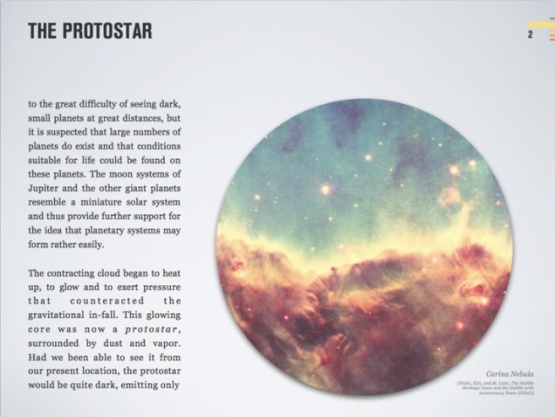 THE PROTOSTAR
2
to the great difficulty of seeing dark,
small planets at great distances, but
it is suspected that large numbers of
planets do exist and that conditions
suitable for life could be found on
these planets. The moon systems of
Jupiter and the other giant planets
resemble a miniature solar system
and thus provide further support for
the idea that planetary systems may
form rather easily.
The contracting cloud began to heat
up, to glow and to exert pressure
that counteracted the
gravitational in-fall. This glowing
core was now a protostar,
surrounded by dust and vapor.
Had we been able to see it from
our present location, the protostar
would be quite dark, emitting only
Carina Nebula
ESA, and M. Livio, The Hubble
Heritage Team and the Hubble 20th
Anniversary Team (STScI)